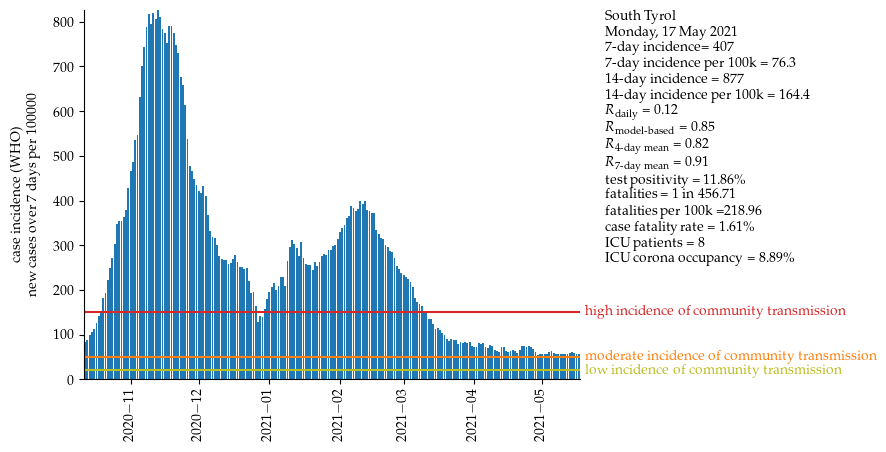 South Tyrol
Monday, 17 May 2021
7-day incidence= 407
7-day incidence per 100k = 76.3
14-day incidence = 877
14-day incidence per 100k = 164.4
R daily = 0.12
R model-based = 0.85
R 4-day mean = 0.82
R 7-day mean = 0.91
test positivity = 11.86%
fatalities = 1 in 456.71
fatalities per 100k =218.96
case fatality rate = 1.61%
ICU patients = 8
ICU corona occupancy = 8.89%
case incidence (WHO)
new cases over 7 days per 100000
800
700
600
500
400
300
200
100
0
high incidence of community transmission
moderate incidence of community transmission
low incidence of community transmission
2020−11
2020−12
2021−01
2021−02
2021−03
2021−04
2021−05